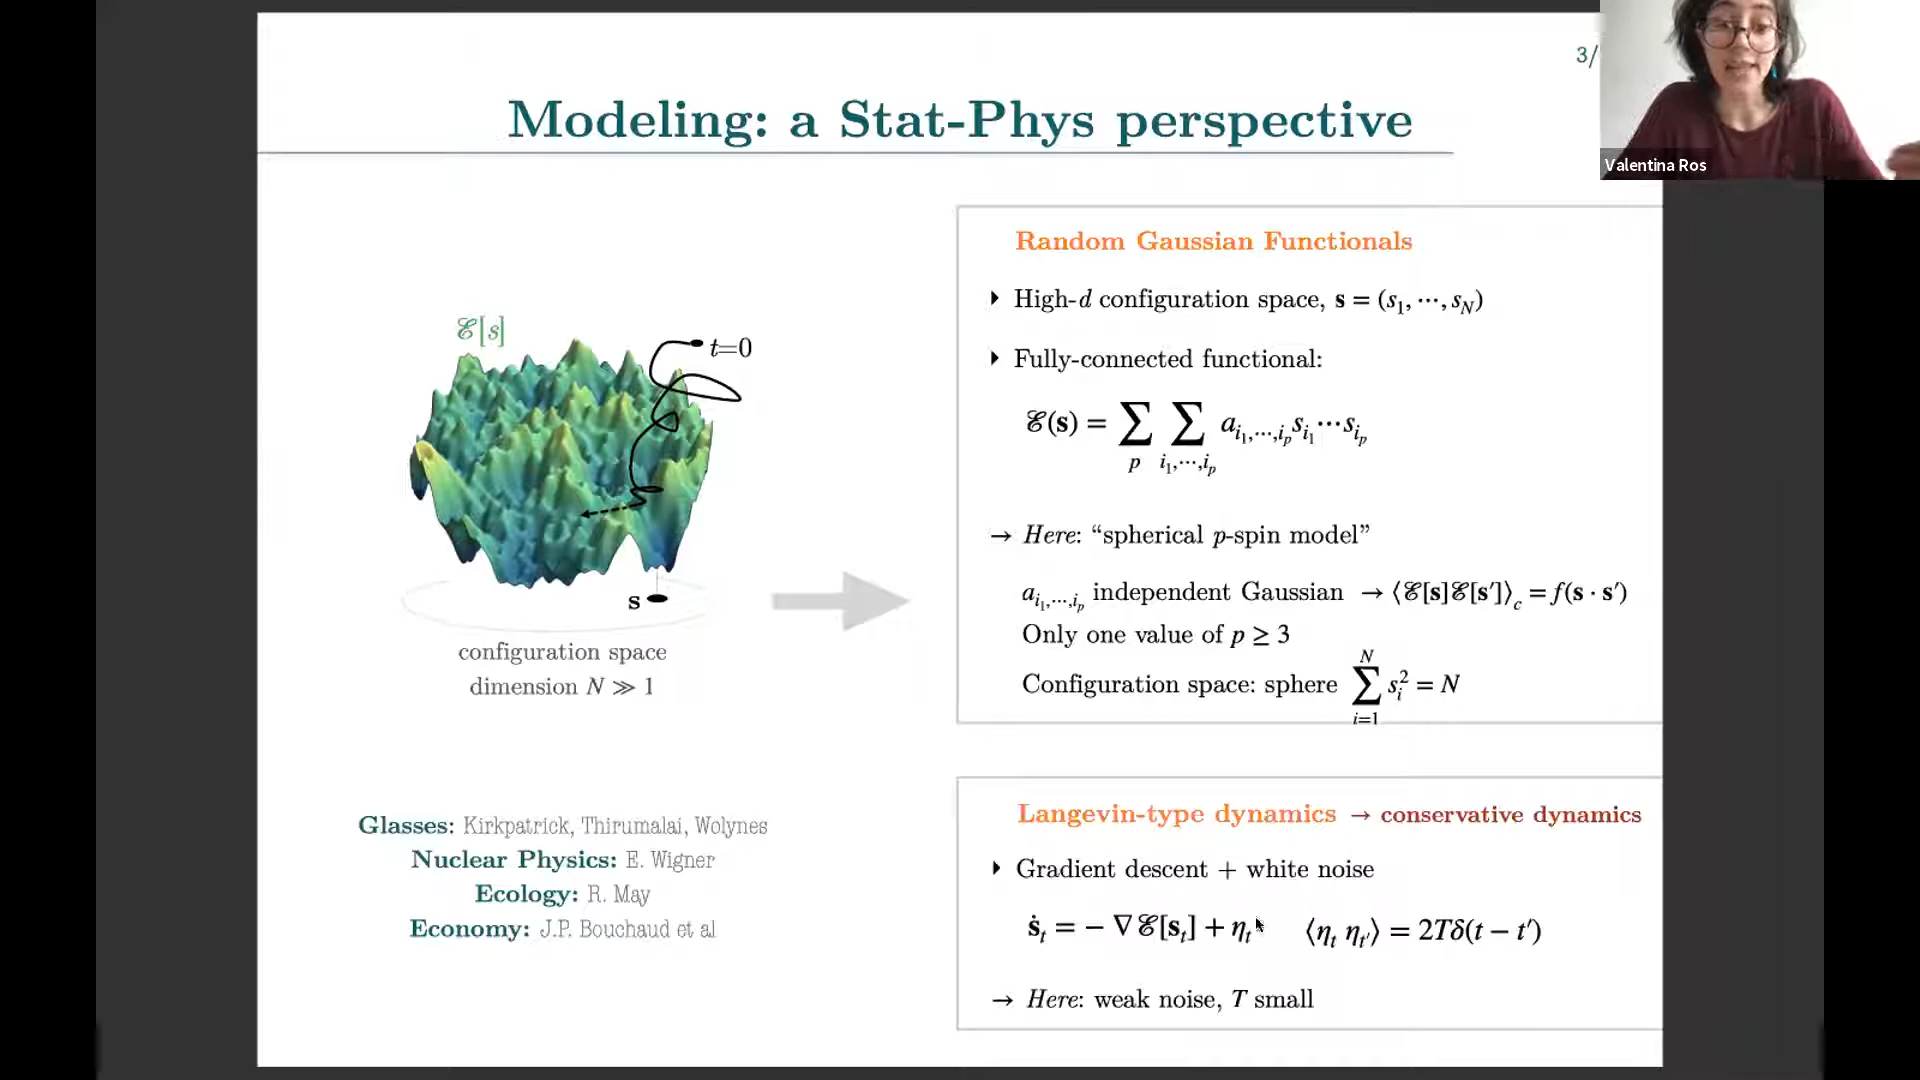 3/
Modeling: a Stat-Phys perspective
Valentina Ros
ℰ[s]
t=0
s
configuration space
dimension N ≫ 1
Glasses: Kirkpatrick, Thirumalai, Wolynes
Nuclear Physics: E. Wigner
Ecology: R. May
Economy: J.P. Bouchaud et al
Random Gaussian Functionals
High-d configuration space, s = (s₁, ⋯, s_N)
Fully-connected functional:
ℰ(s) = ∑_p ∑_{i₁,⋯,i_p} a_{i₁,⋯,i_p} s_{i₁}⋯s_{i_p}
→ Here: “spherical p-spin model”
a_{i₁,⋯,i_p} independent Gaussian → ⟨ℰ[s]ℰ[s′]⟩_c = f(s · s′)
Only one value of p ≥ 3
Configuration space: sphere ∑_{i=1}^{N} s_i² = N
Langevin-type dynamics → conservative dynamics
Gradient descent + white noise
ṡ_t = − ∇ℰ[s_t] + η_t ⟨η_t η_{t′}⟩ = 2Tδ(t − t′)
→ Here: weak noise, T small